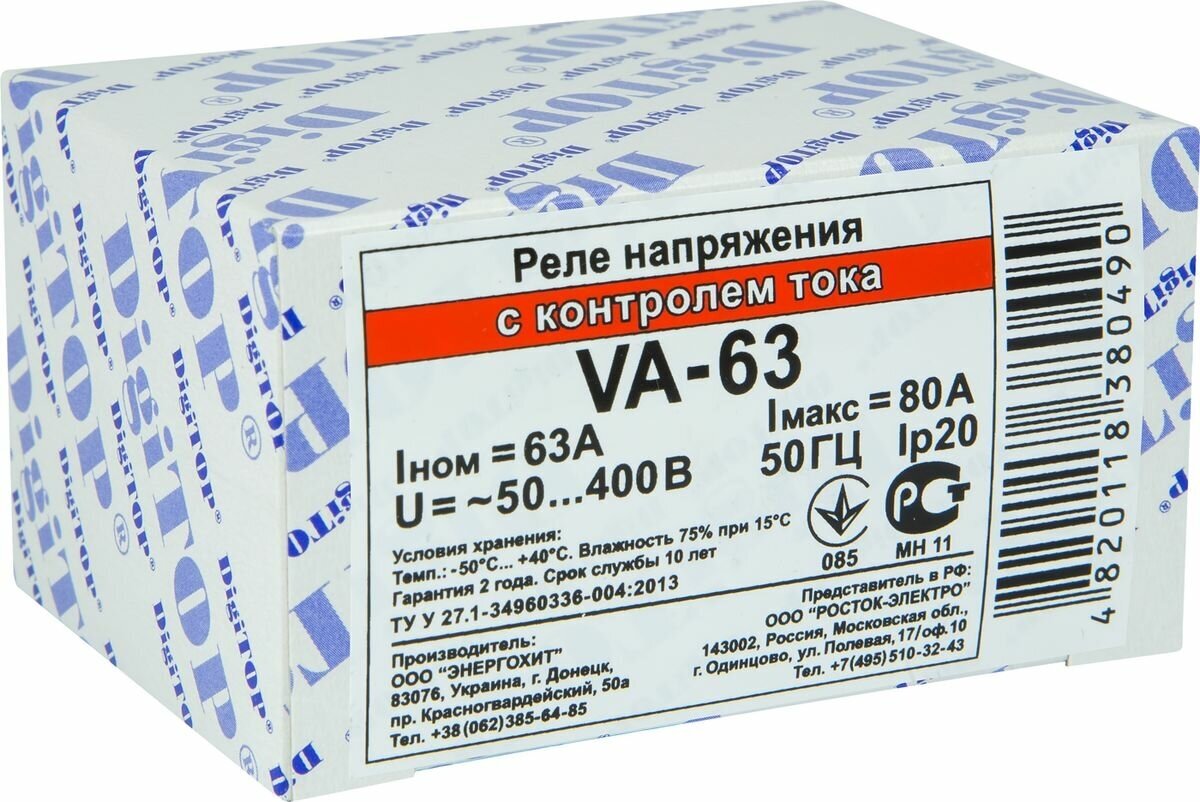 DigiTOP®
Реле напряжения
с контролем тока
VA-63
Iном = 63А
Iмакс = 80А
U = ~50...400В
50ГЦ Ip20
Условия хранения:
Темп.: -50°С... +40°С. Влажность 75% при 15°С
Гарантия 2 года. Срок службы 10 лет
ТУ У 27.1-34960336-004:2013
085
РСТ
МН 11
Производитель:
ООО "ЭНЕРГОХИТ"
83076, Украина, г. Донецк,
пр. Красногвардейский, 50а
Тел. +38(062)385-64-85
Представитель в РФ:
ООО "РОСТОК-ЭЛЕКТРО"
143002, Россия, Московская обл.,
г. Одинцово, ул. Полевая, 17/оф.10
Тел. +7(495)510-32-43
4820118380490